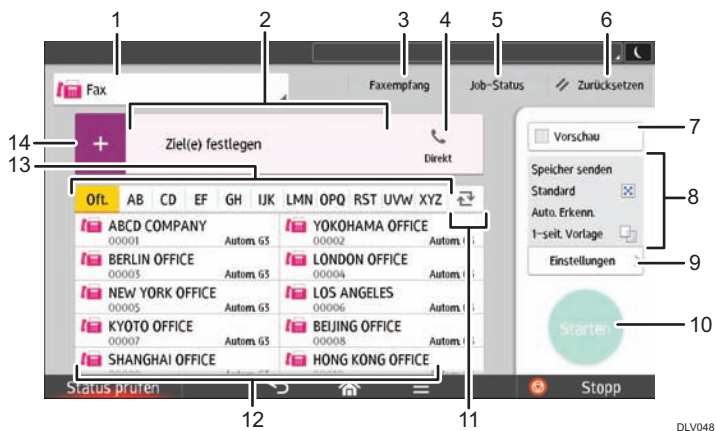 1 2 3 4 5 6
Fax Faxempfang Job-Status Zurücksetzen
7
Vorschau
14 + Ziel(e) festlegen Direkt
13
Speicher senden
Standard
8
Auto. Erkenn.
1-seit. Vorlage
Oft. AB CD EF GH IJK LMN OPQ RST UVW XYZ
ABCD COMPANY YOKOHAMA OFFICE
00001 Autom. G3 00002 Autom.
Einstellungen 9
BERLIN OFFICE LONDON OFFICE
00003 Autom. G3 00004 Autom.
NEW YORK OFFICE LOS ANGELES
00005 Autom. G3 00006 Autom.
Starten 10
KYOTO OFFICE BEIJING OFFICE
00007 Autom. G3 00008 Autom.
SHANGHAI OFFICE HONG KONG OFFICE
Status prüfen Stopp
12 11
DLV048